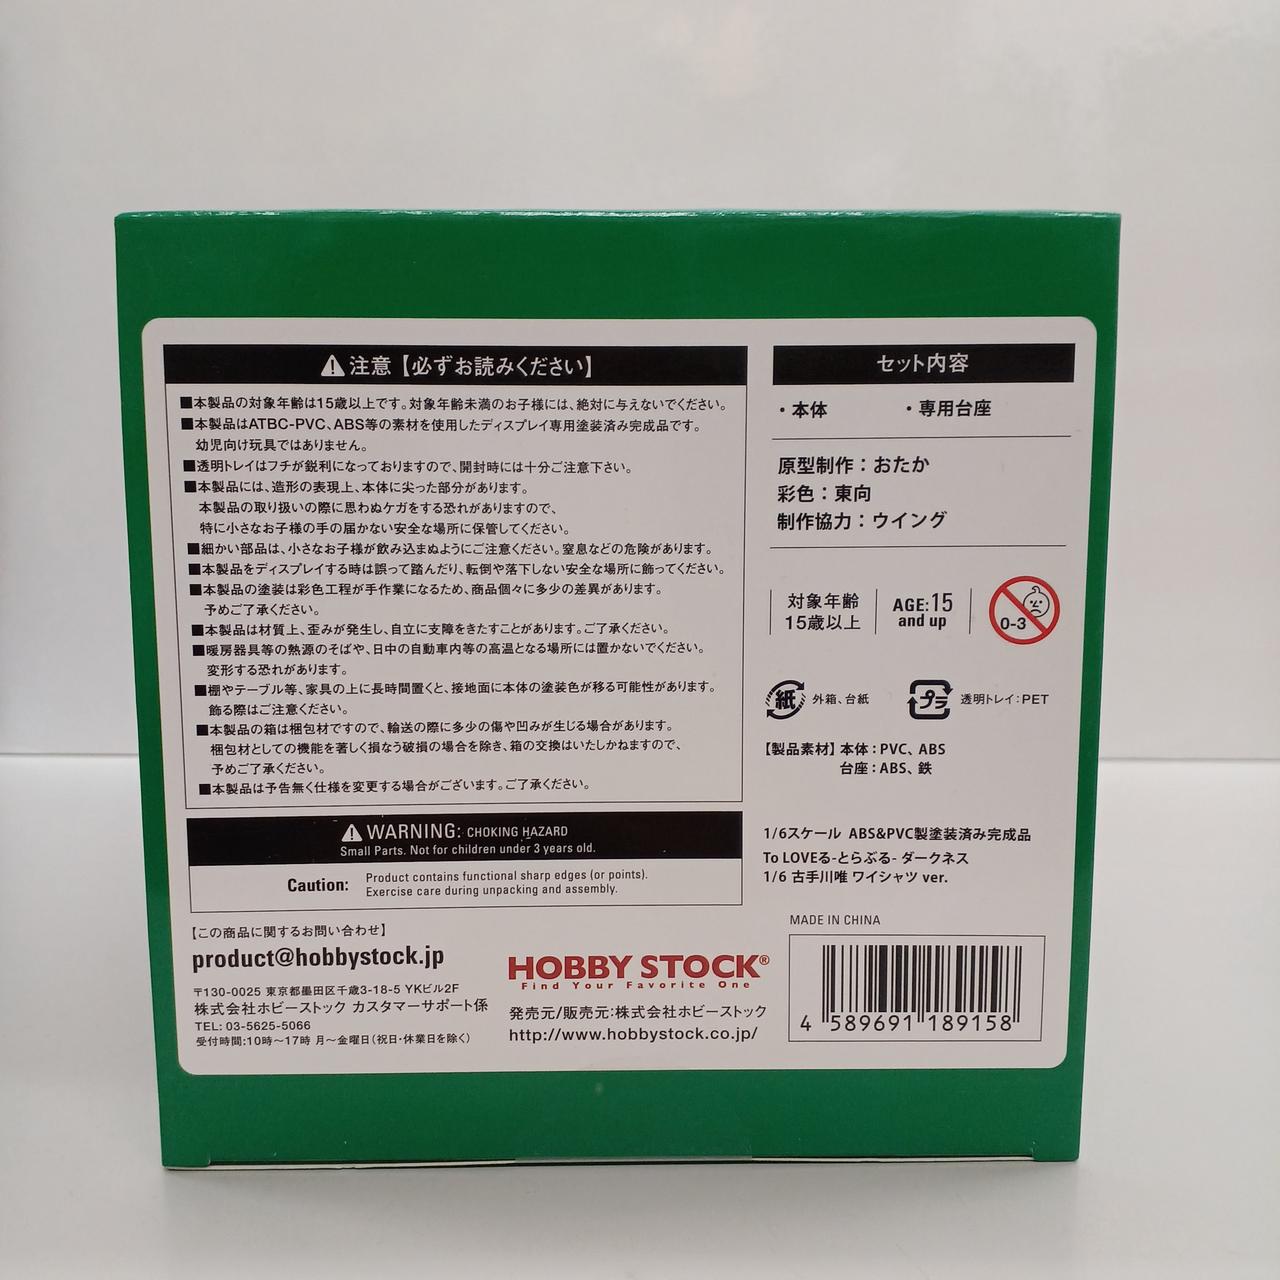 ⚠注意【必ずお読みください】
■本製品の対象年齢は15歳以上です。対象年齢未満のお子様には、絶対に与えないでください。
■本製品はATBC-PVC、ABS等の素材を使用したディスプレイ専用塗装済み完成品です。
幼児向け玩具ではありません。
■透明トレイはフチが鋭利になっておりますので、開封時には十分ご注意下さい。
■本製品には、造形の表現上、本体に尖った部分があります。
本製品の取り扱いの際に思わぬケガをする恐れがありますので、
特に小さなお子様の手の届かない安全な場所に保管してください。
■細かい部品は、小さなお子様が飲み込まぬようにご注意ください。窒息などの危険があります。
■本製品をディスプレイする時は誤って踏んだり、転倒や落下しない安全な場所に飾ってください。
■本製品の塗装は彩色工程が手作業になるため、商品個々に多少の差異があります。
予めご了承ください。
■本製品は材質上、歪みが発生し、自立に支障をきたすことがあります。ご了承ください。
■暖房器具等の熱源のそばや、日中の自動車内等の高温となる場所には置かないでください。
変形する恐れがあります。
■棚やテーブル等、家具の上に長時間置くと、接地面に本体の塗装色が移る可能性があります。
飾る際はご注意ください。
■本製品の箱は梱包材ですので、輸送の際に多少の傷や凹みが生じる場合があります。
梱包材としての機能を著しく損なう破損の場合を除き、箱の交換はいたしかねますので、
予めご了承ください。
■本製品は予告無く仕様を変更する場合がございます。ご了承ください。
⚠WARNING: CHOKING HAZARD
Small Parts. Not for children under 3 years old.
Caution: Product contains functional sharp edges (or points).
Exercise care during unpacking and assembly.
【この商品に関するお問い合わせ】
product@hobbystock.jp
〒130-0025 東京都墨田区千歳3-18-5 YKビル2F
株式会社ホビーストック カスタマーサポート係
TEL: 03-5625-5066
受付時間:10時〜17時 月〜金曜日(祝日・休業日を除く)
HOBBY STOCK®
Find Your Favorite One
発売元/販売元:株式会社ホビーストック
http://www.hobbystock.co.jp/
セット内容
・本体 ・専用台座
原型制作：おたか
彩色：東向
制作協力：ウイング
対象年齢
15歳以上
AGE:15
and up
0-3
紙 外箱、台紙
プラ 透明トレイ：PET
【製品素材】本体：PVC、ABS
台座：ABS、鉄
1/6スケール ABS&PVC製塗装済み完成品
To LOVEる-とらぶる- ダークネス
1/6 古手川唯 ワイシャツ ver.
MADE IN CHINA
4 589691 189158